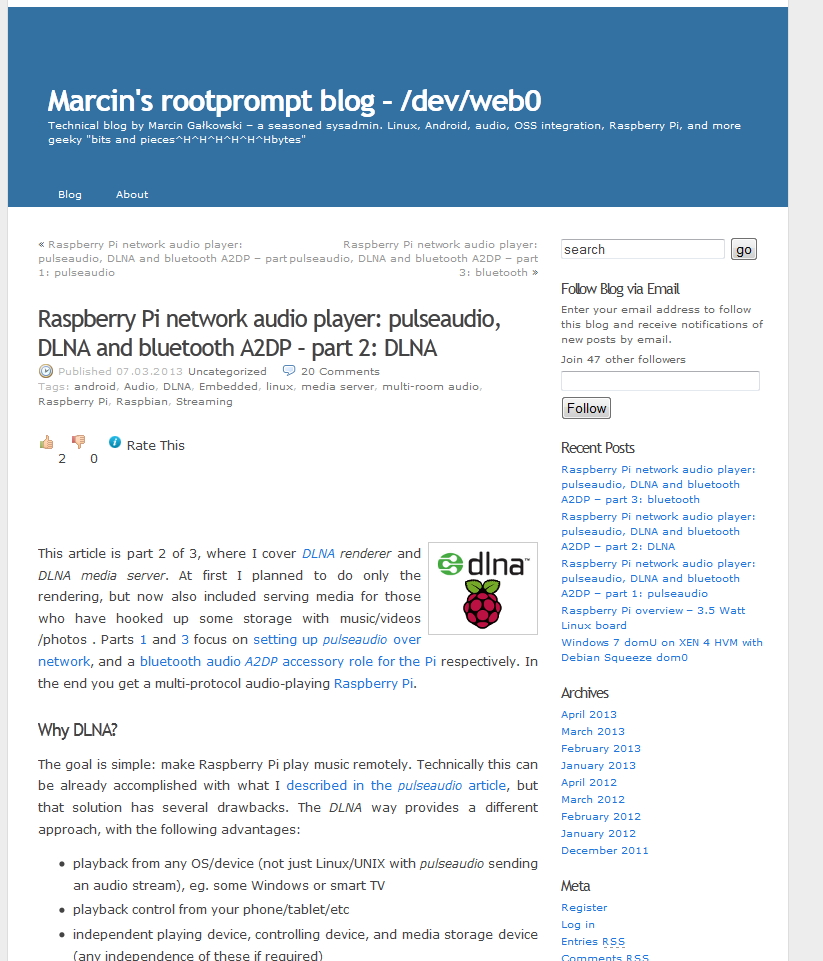 Marcin's rootprompt blog – /dev/web0
Technical blog by Marcin Gałkowski – a seasoned sysadmin. Linux, Android, audio, OSS integration, Raspberry Pi, and more
geeky "bits and pieces^H^H^H^H^H^Hbytes"
Blog
About
« Raspberry Pi network audio player:
pulseaudio, DLNA and bluetooth A2DP – part
1: pulseaudio
Raspberry Pi network audio player:
pulseaudio, DLNA and bluetooth A2DP – part
3: bluetooth »
Raspberry Pi network audio player: pulseaudio,
DLNA and bluetooth A2DP – part 2: DLNA
Published 07.03.2013 Uncategorized 20 Comments
Tags: android, Audio, DLNA, Embedded, linux, media server, multi-room audio,
Raspberry Pi, Raspbian, Streaming
2 0 Rate This
dlna™
This article is part 2 of 3, where I cover DLNA renderer and
DLNA media server. At first I planned to do only the
rendering, but now also included serving media for those
who have hooked up some storage with music/videos
/photos . Parts 1 and 3 focus on setting up pulseaudio over
network, and a bluetooth audio A2DP accessory role for the Pi respectively. In
the end you get a multi-protocol audio-playing Raspberry Pi.
Why DLNA?
The goal is simple: make Raspberry Pi play music remotely. Technically this can
be already accomplished with what I described in the pulseaudio article, but
that solution has several drawbacks. The DLNA way provides a different
approach, with the following advantages:
• playback from any OS/device (not just Linux/UNIX with pulseaudio sending
an audio stream), eg. some Windows or smart TV
• playback control from your phone/tablet/etc
• independent playing device, controlling device, and media storage device
(any independence of these if required)
search
go
Follow Blog via Email
Enter your email address to follow
this blog and receive notifications of
new posts by email.
Join 47 other followers
Follow
Recent Posts
Raspberry Pi network audio player:
pulseaudio, DLNA and bluetooth
A2DP – part 3: bluetooth
Raspberry Pi network audio player:
pulseaudio, DLNA and bluetooth
A2DP – part 2: DLNA
Raspberry Pi network audio player:
pulseaudio, DLNA and bluetooth
A2DP – part 1: pulseaudio
Raspberry Pi overview – 3.5 Watt
Linux board
Windows 7 domU on XEN 4 HVM with
Debian Squeeze dom0
Archives
April 2013
March 2013
February 2013
January 2013
April 2012
March 2012
February 2012
January 2012
December 2011
Meta
Register
Log in
Entries RSS
Comments RSS